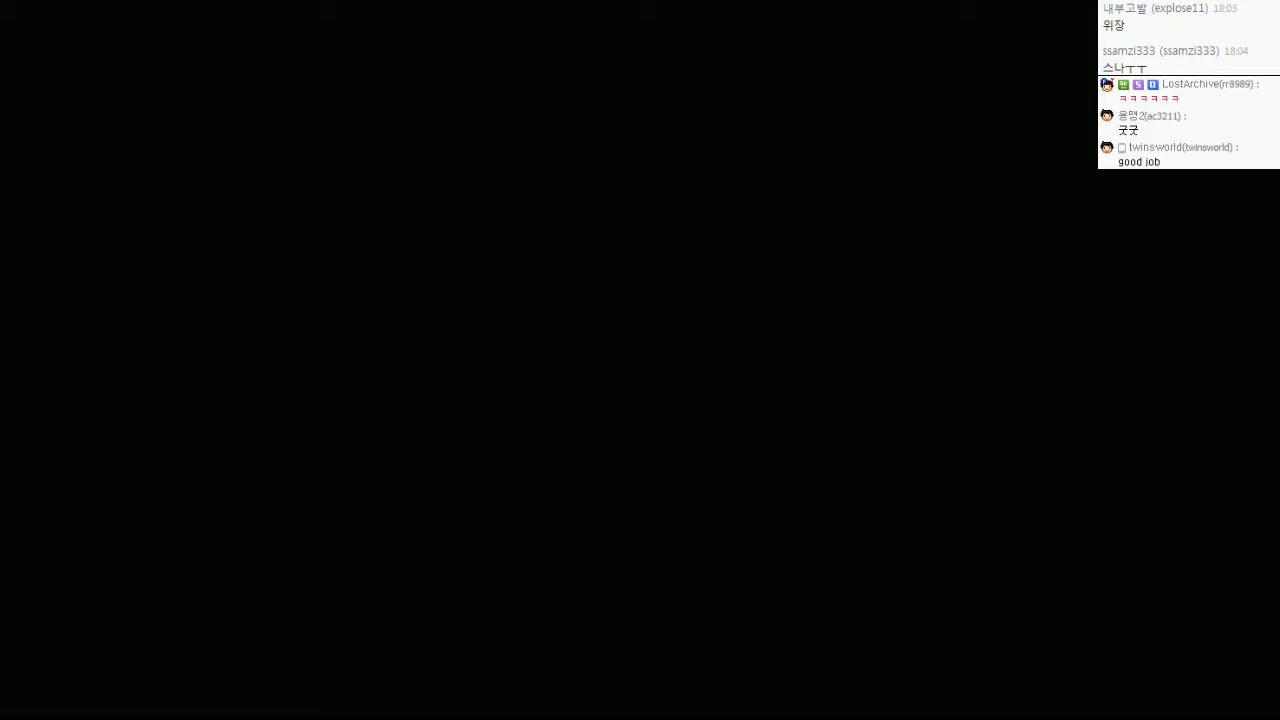 내부고발 (explose11) 18:03
위장
ssamzi333 (ssamzi333) 18:04
스나ㅜㅜ
팬 S LostArchive(rr8989) :
ㅋㅋㅋㅋㅋㅋ
용맹2(ac3211) :
굿굿
twinsworld(twinsworld) :
good job